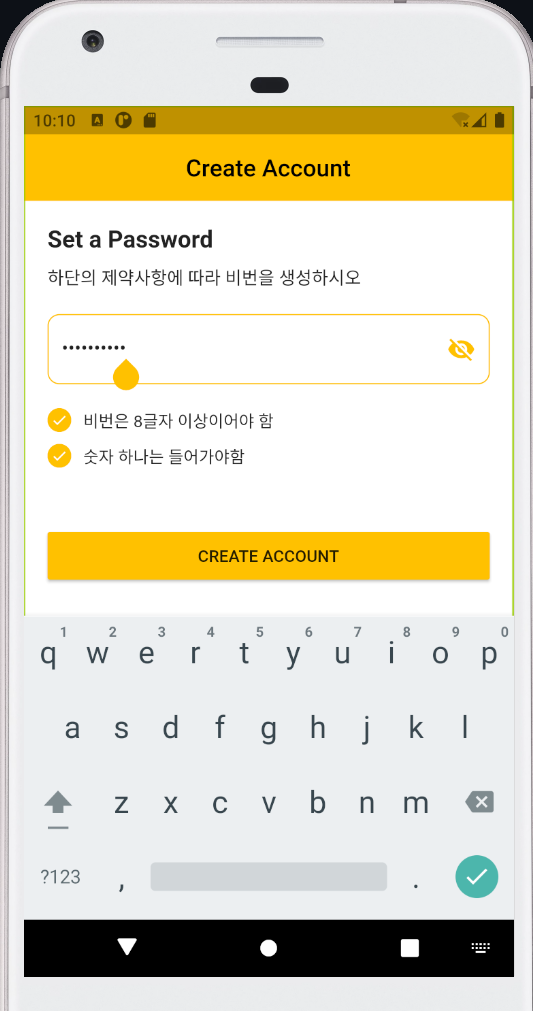 10:10
Create Account
Set a Password
하단의 제약사항에 따라 비번을 생성하시오
••••••••••
비번은 8글자 이상이어야 함
숫자 하나는 들어가야함
CREATE ACCOUNT
1 2 3 4 5 6 7 8 9 0
q w e r t y u i o p
a s d f g h j k l
z x c v b n m
?123 , .